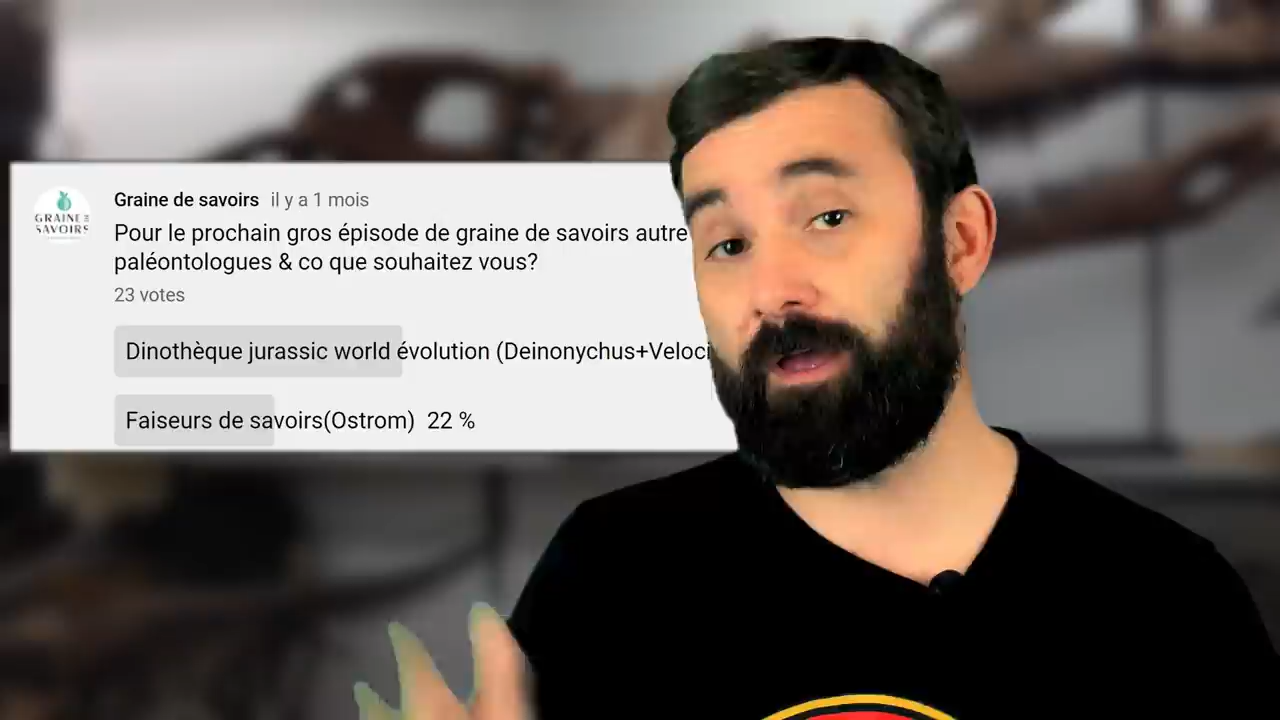 GRAINE DE
SAVOIRS
Graine de savoirs il y a 1 mois
Pour le prochain gros épisode de graine de savoirs autre
paléontologues & co que souhaitez vous?
23 votes
Dinothèque jurassic world évolution (Deinonychus+Veloci
Faiseurs de savoirs(Ostrom) 22 %